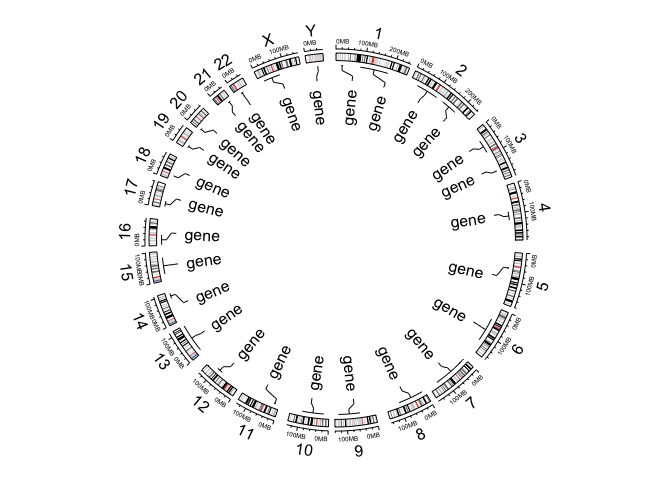 1
0MB
100MB
200MB
gene
gene
2
0MB
100MB
200MB
gene
gene
3
0MB
100MB
gene
gene
4
0MB
100MB
gene
5
0MB
100MB
gene
6
0MB
100MB
gene
7
0MB
100MB
gene
8
0MB
100MB
gene
9
0MB
100MB
gene
10
0MB
100MB
gene
11
0MB
100MB
gene
12
0MB
100MB
gene
13
0MB
100MB
gene
14
0MB
100MB
gene
15
0MB
100MB
gene
16
0MB
gene
17
0MB
gene
18
0MB
gene
19
0MB
gene
20
0MB
gene
21
0MB
gene
22
0MB
gene
X
0MB
100MB
gene
Y
0MB
gene